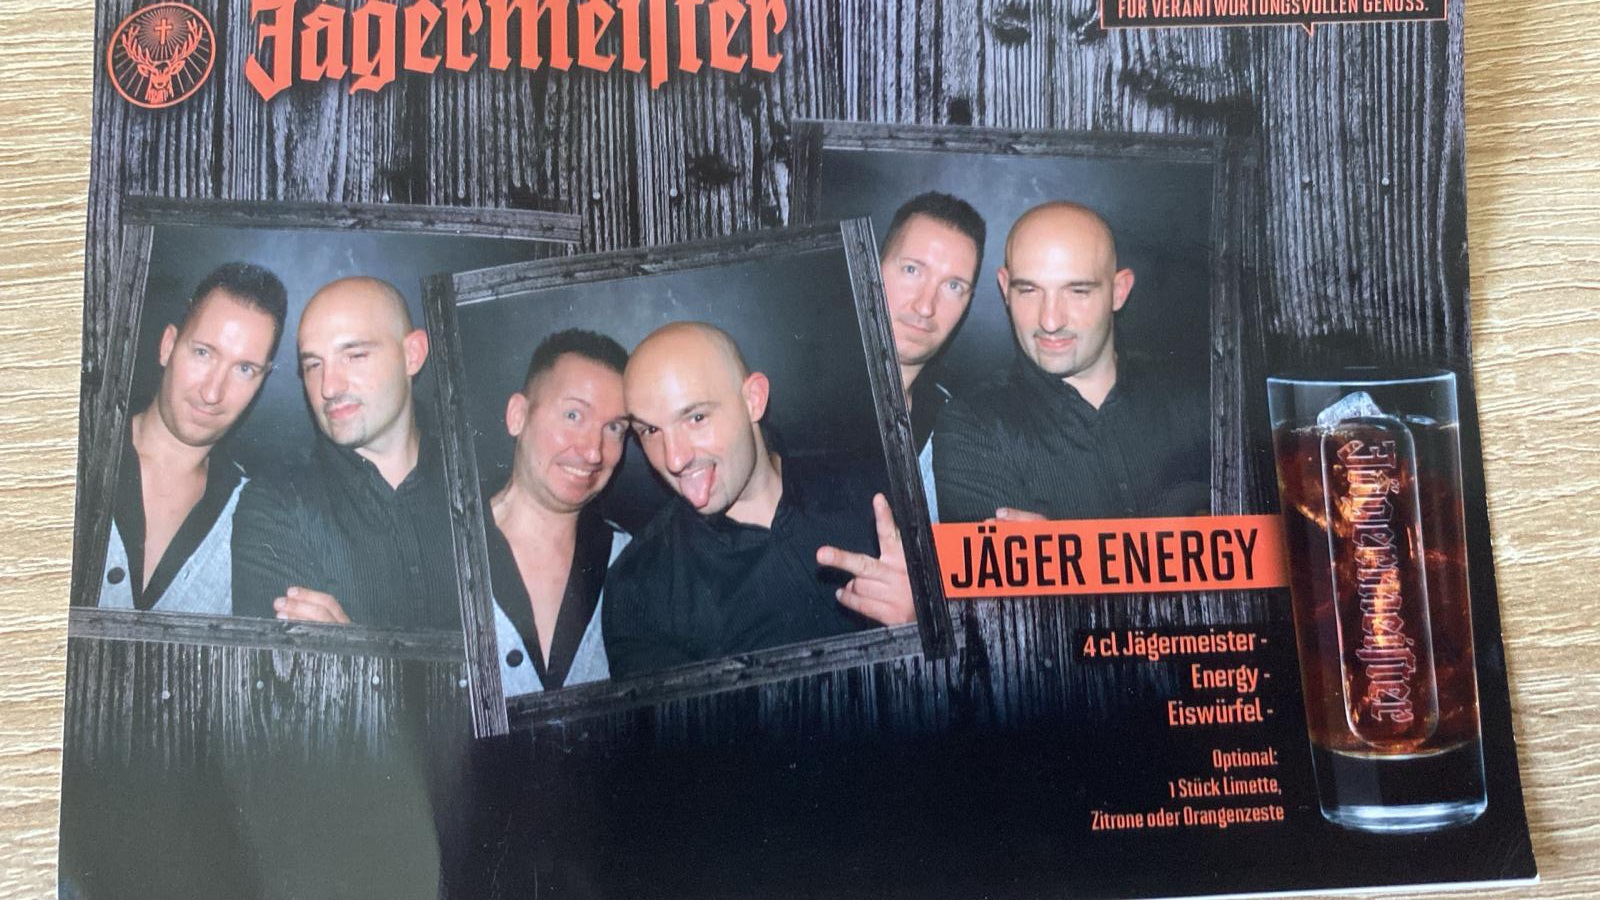 Jägermeister
FÜR VERANTWORTUNGSVOLLEN GENUSS.
JÄGER ENERGY
4 cl Jägermeister -
Energy -
Eiswürfel -
Optional:
1 Stück Limette,
Zitrone oder Orangenzeste
Jägermeister